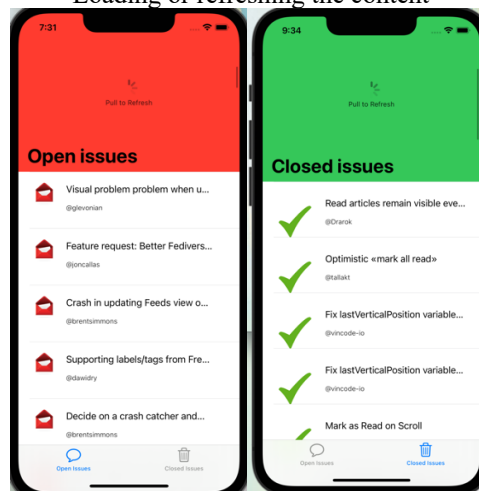 Loading or refreshing the content
7:31
Pull to Refresh
Open issues
Visual problem problem when u...
@glevonian
Feature request: Better Fedivers...
@joncallas
Crash in updating Feeds view o...
@brentsimmons
Supporting labels/tags from Fre...
@dawidry
Decide on a crash catcher and...
@brentsimmons
Open Issues
Closed Issues
9:34
Pull to Refresh
Closed issues
Read articles remain visible eve...
@Drarok
Optimistic «mark all read»
@tallakt
Fix lastVerticalPosition variable...
@vincode-io
Fix lastVerticalPosition variable...
@vincode-io
Mark as Read on Scroll
Open Issues
Closed Issues